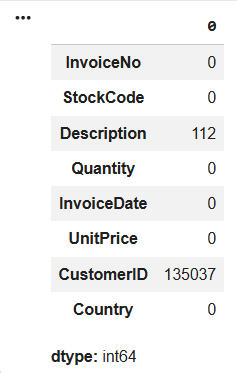 ...
0
InvoiceNo 0
StockCode 0
Description 112
Quantity 0
InvoiceDate 0
UnitPrice 0
CustomerID 135037
Country 0
dtype: int64